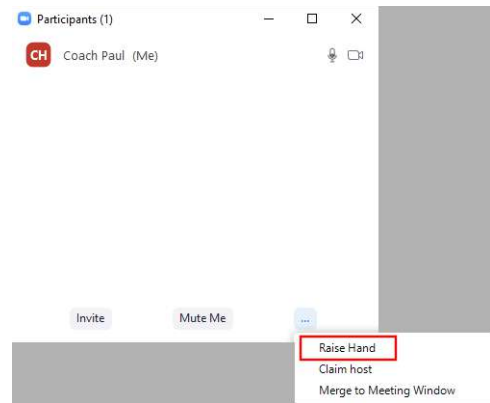 Participants (1)
CH Coach Paul (Me)
Invite Mute Me ...
Raise Hand
Claim host
Merge to Meeting Window